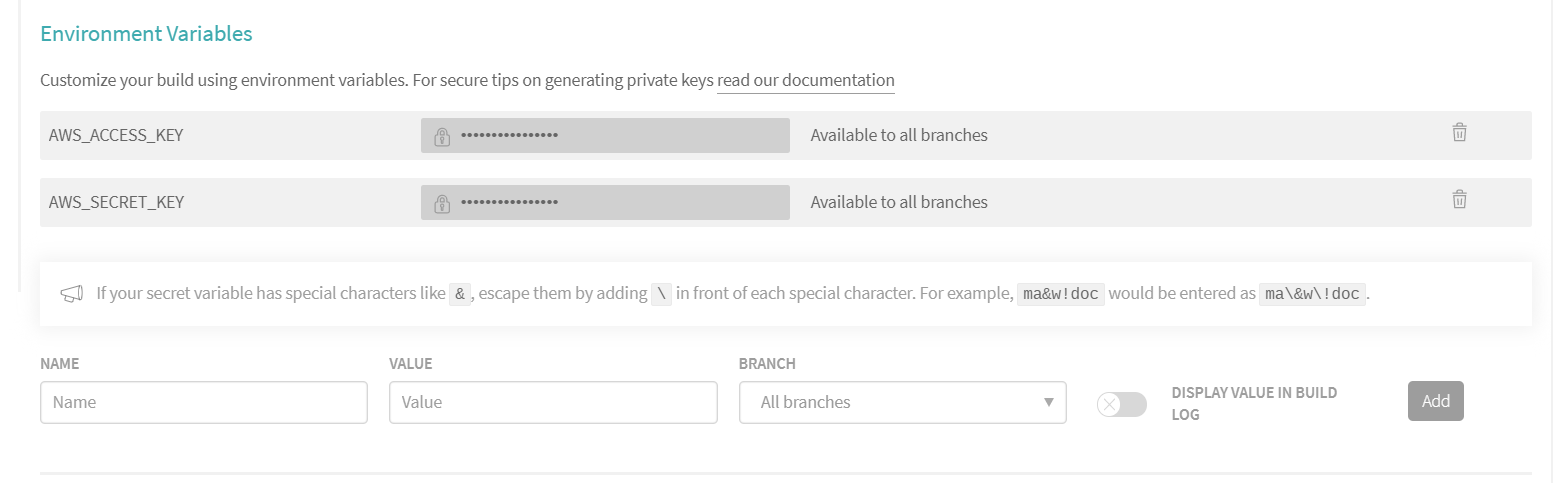 Environment Variables
Customize your build using environment variables. For secure tips on generating private keys read our documentation
AWS_ACCESS_KEY •••••••••••••••• Available to all branches
AWS_SECRET_KEY •••••••••••••••• Available to all branches
If your secret variable has special characters like &, escape them by adding \ in front of each special character. For example, ma&w!doc would be entered as ma\&w\!doc.
NAME VALUE BRANCH
Name Value All branches DISPLAY VALUE IN BUILD
LOG
Add